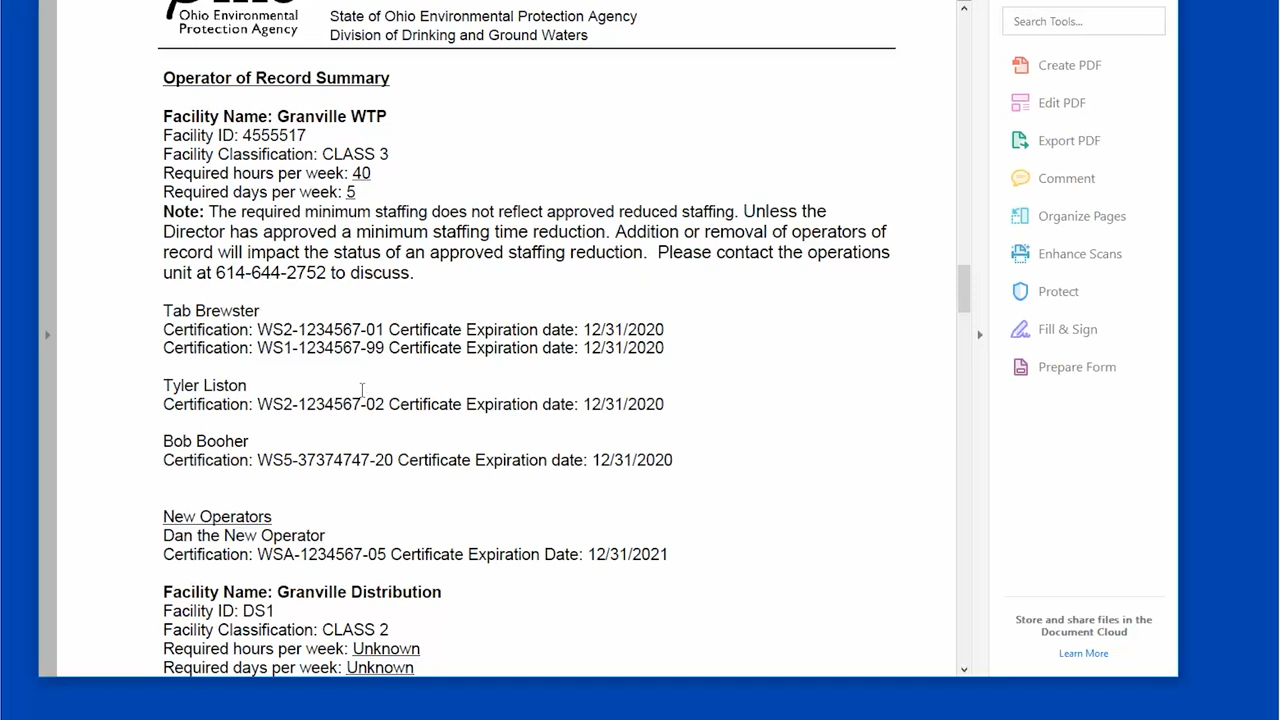 Ohio Environmental
Protection Agency
State of Ohio Environmental Protection Agency
Division of Drinking and Ground Waters
Operator of Record Summary
Facility Name: Granville WTP
Facility ID: 4555517
Facility Classification: CLASS 3
Required hours per week: 40
Required days per week: 5
Note: The required minimum staffing does not reflect approved reduced staffing. Unless the
Director has approved a minimum staffing time reduction. Addition or removal of operators of
record will impact the status of an approved staffing reduction.  Please contact the operations
unit at 614-644-2752 to discuss.
Tab Brewster
Certification: WS2-1234567-01 Certificate Expiration date: 12/31/2020
Certification: WS1-1234567-99 Certificate Expiration date: 12/31/2020
Tyler Liston
Certification: WS2-1234567-02 Certificate Expiration date: 12/31/2020
Bob Booher
Certification: WS5-37374747-20 Certificate Expiration date: 12/31/2020
New Operators
Dan the New Operator
Certification: WSA-1234567-05 Certificate Expiration Date: 12/31/2021
Facility Name: Granville Distribution
Facility ID: DS1
Facility Classification: CLASS 2
Required hours per week: Unknown
Required days per week: Unknown
Search Tools...
Create PDF
Edit PDF
Export PDF
Comment
Organize Pages
Enhance Scans
Protect
Fill & Sign
Prepare Form
Store and share files in the
Document Cloud
Learn More